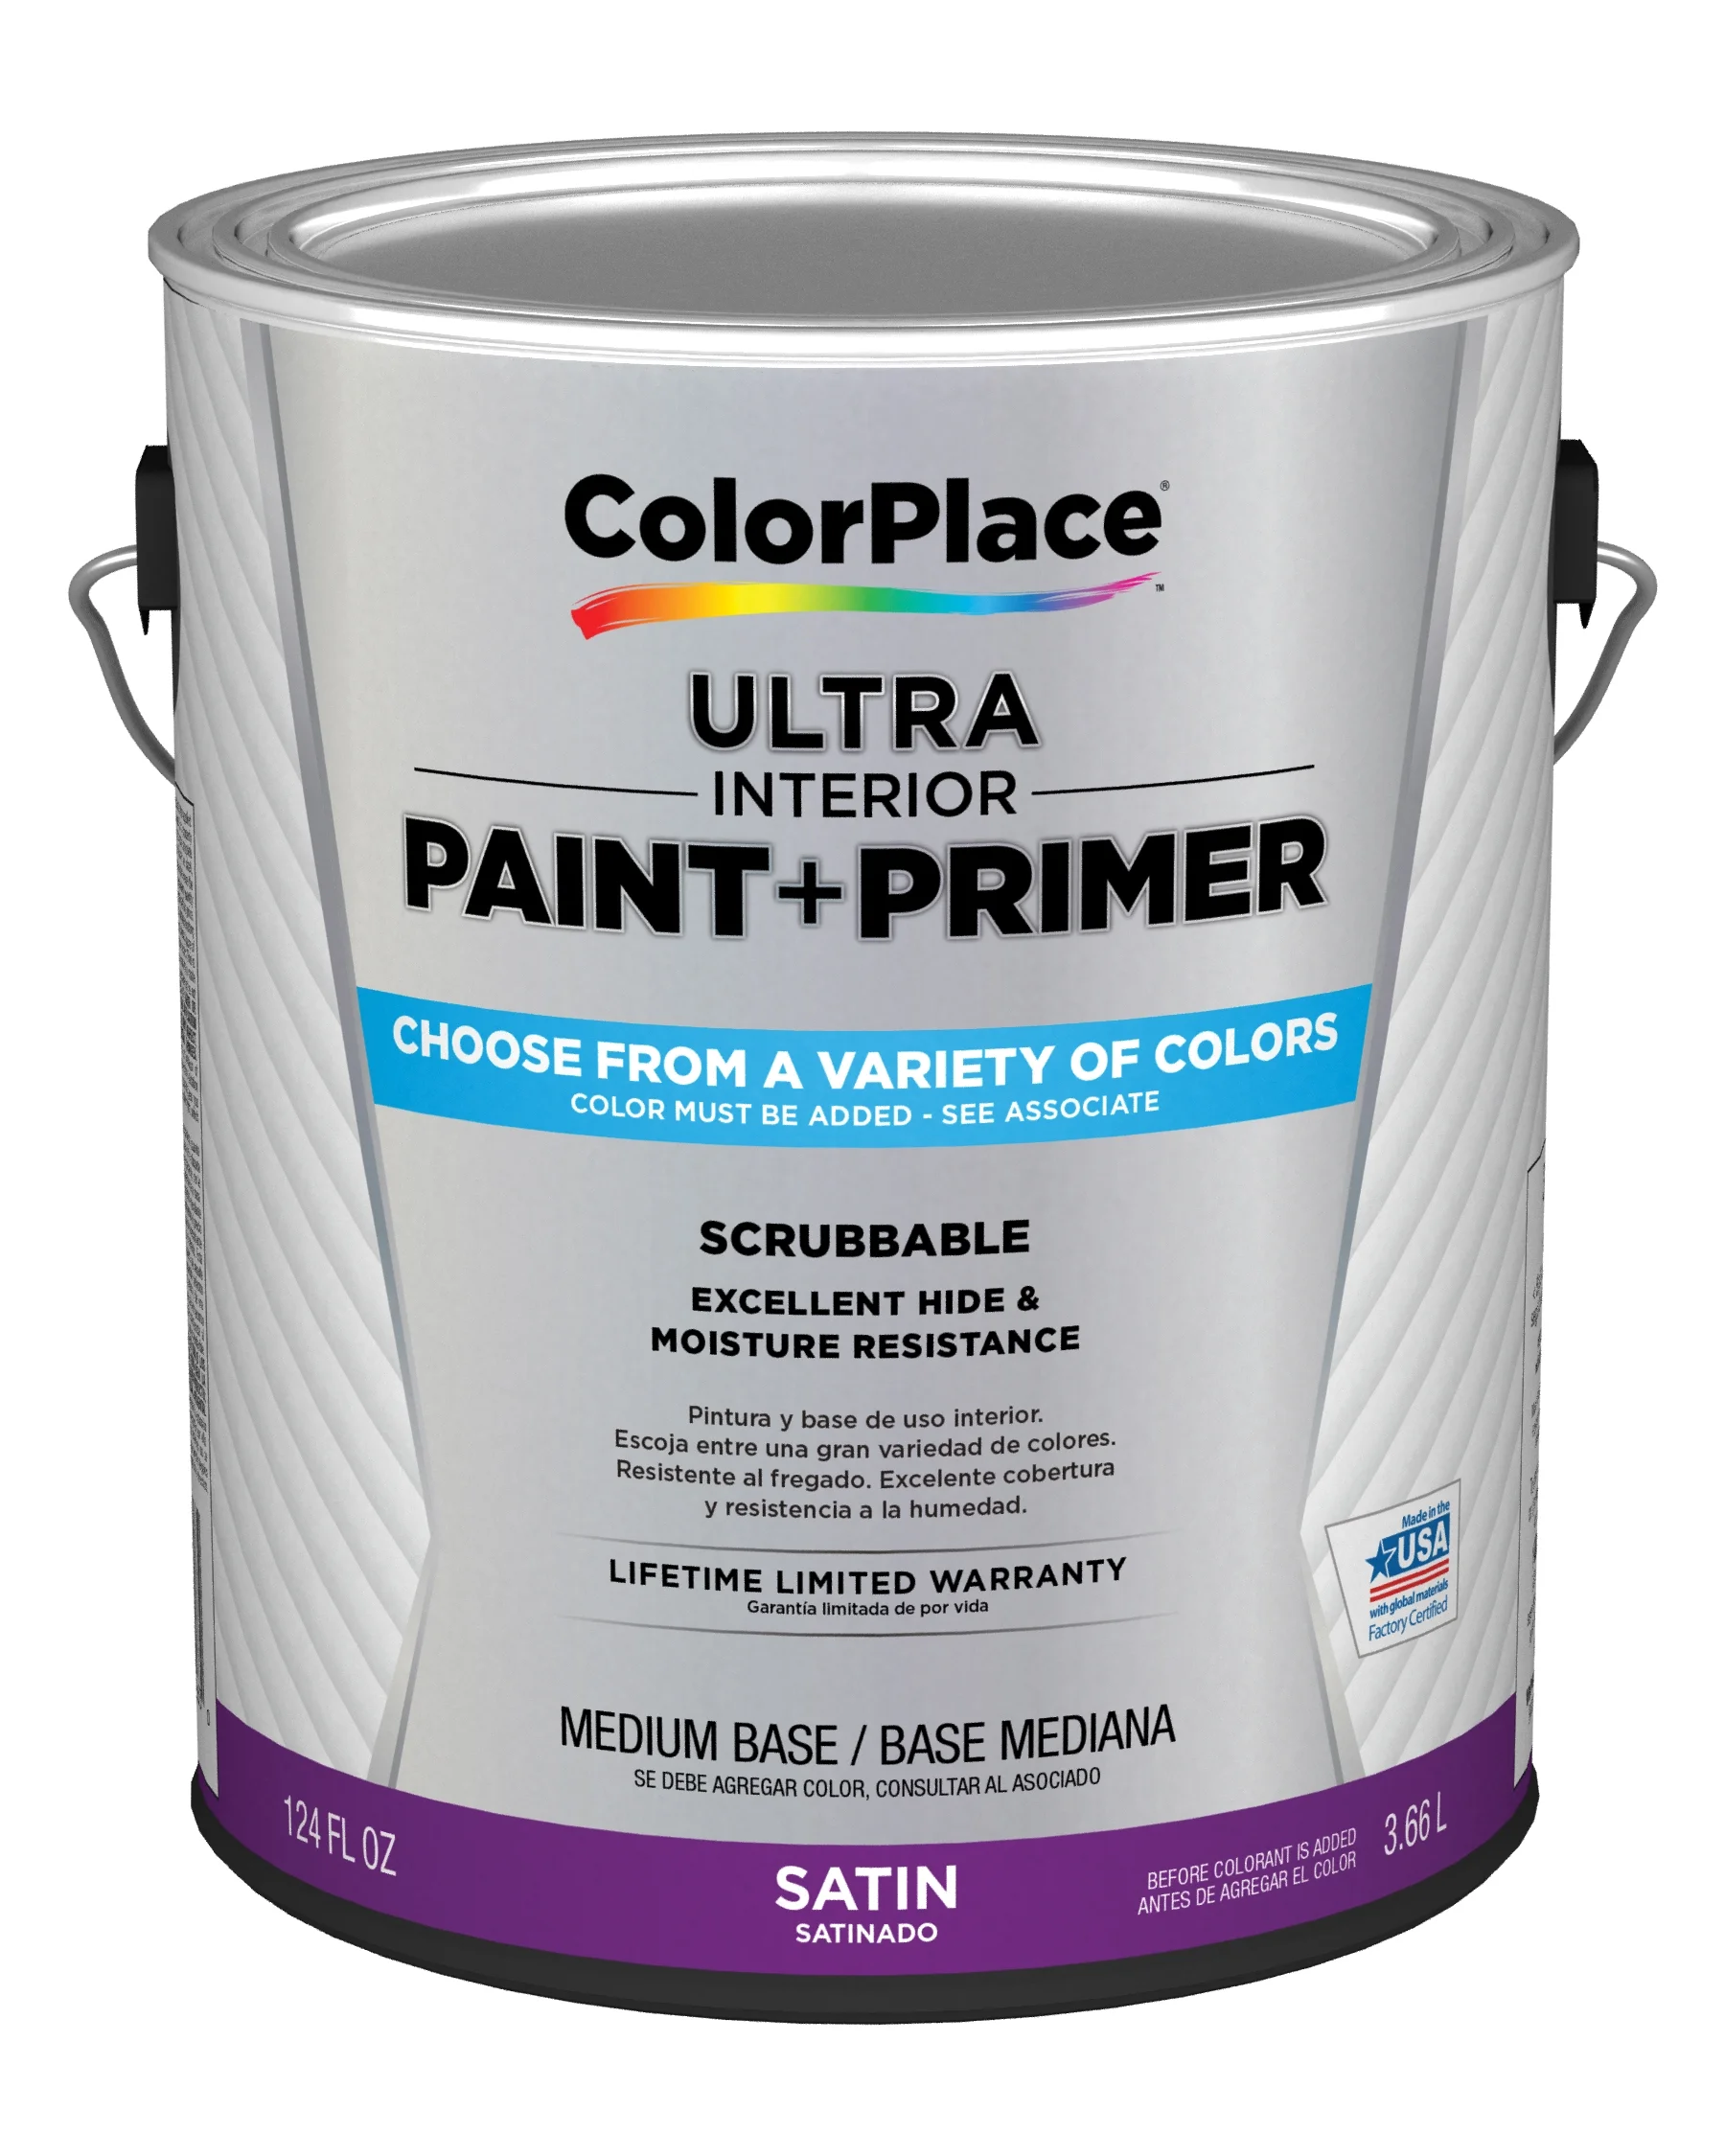 ColorPlace®
™
ULTRA
INTERIOR
PAINT+PRIMER
CHOOSE FROM A VARIETY OF COLORS
COLOR MUST BE ADDED - SEE ASSOCIATE
SCRUBBABLE
EXCELLENT HIDE &
MOISTURE RESISTANCE
Pintura y base de uso interior.
Escoja entre una gran variedad de colores.
Resistente al fregado. Excelente cobertura
y resistencia a la humedad.
LIFETIME LIMITED WARRANTY
Garantía limitada de por vida
Made in the
USA
with global materials
Factory Certified
MEDIUM BASE / BASE MEDIANA
SE DEBE AGREGAR COLOR, CONSULTAR AL ASOCIADO
124 FL OZ
SATIN
SATINADO
BEFORE COLORANT IS ADDED
ANTES DE AGREGAR EL COLOR
3.66 L